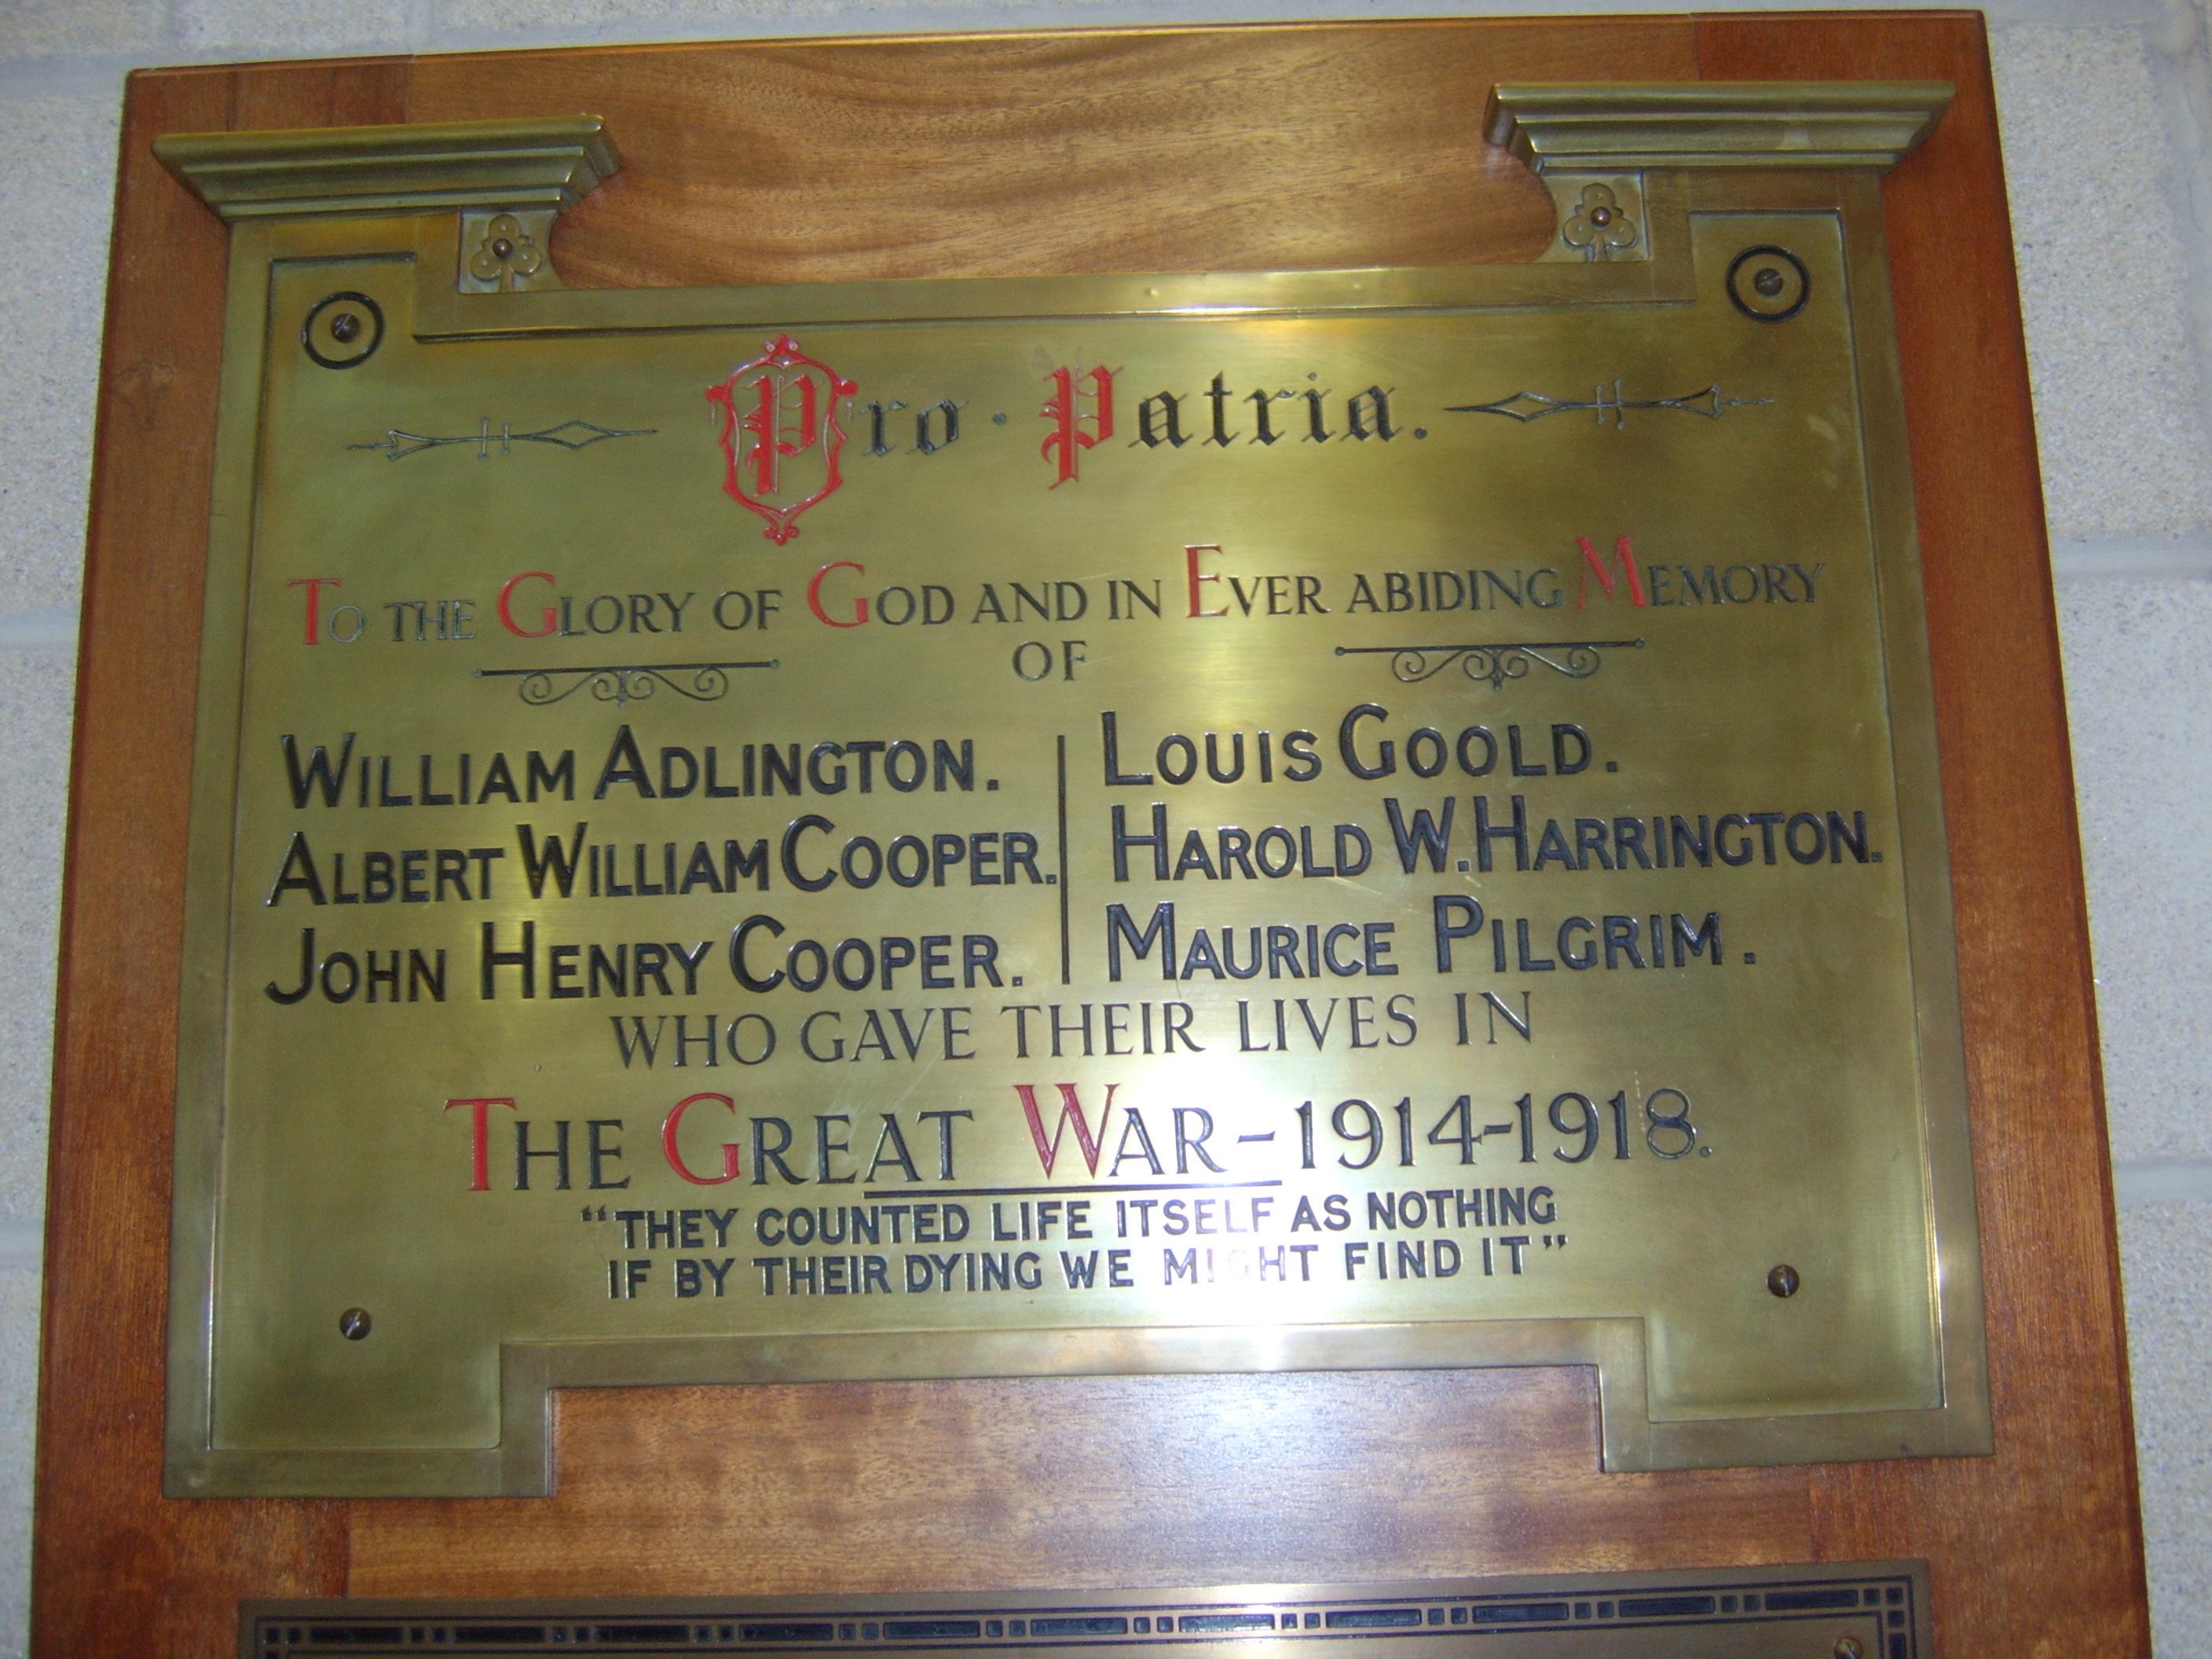 Pro · Patria.
TO THE GLORY OF GOD AND IN EVER ABIDING MEMORY
OF
WILLIAM ADLINGTON.
ALBERT WILLIAM COOPER.
JOHN HENRY COOPER.
LOUIS GOOLD.
HAROLD W. HARRINGTON.
MAURICE PILGRIM.
WHO GAVE THEIR LIVES IN
THE GREAT WAR – 1914-1918.
“THEY COUNTED LIFE ITSELF AS NOTHING
IF BY THEIR DYING WE MIGHT FIND IT”